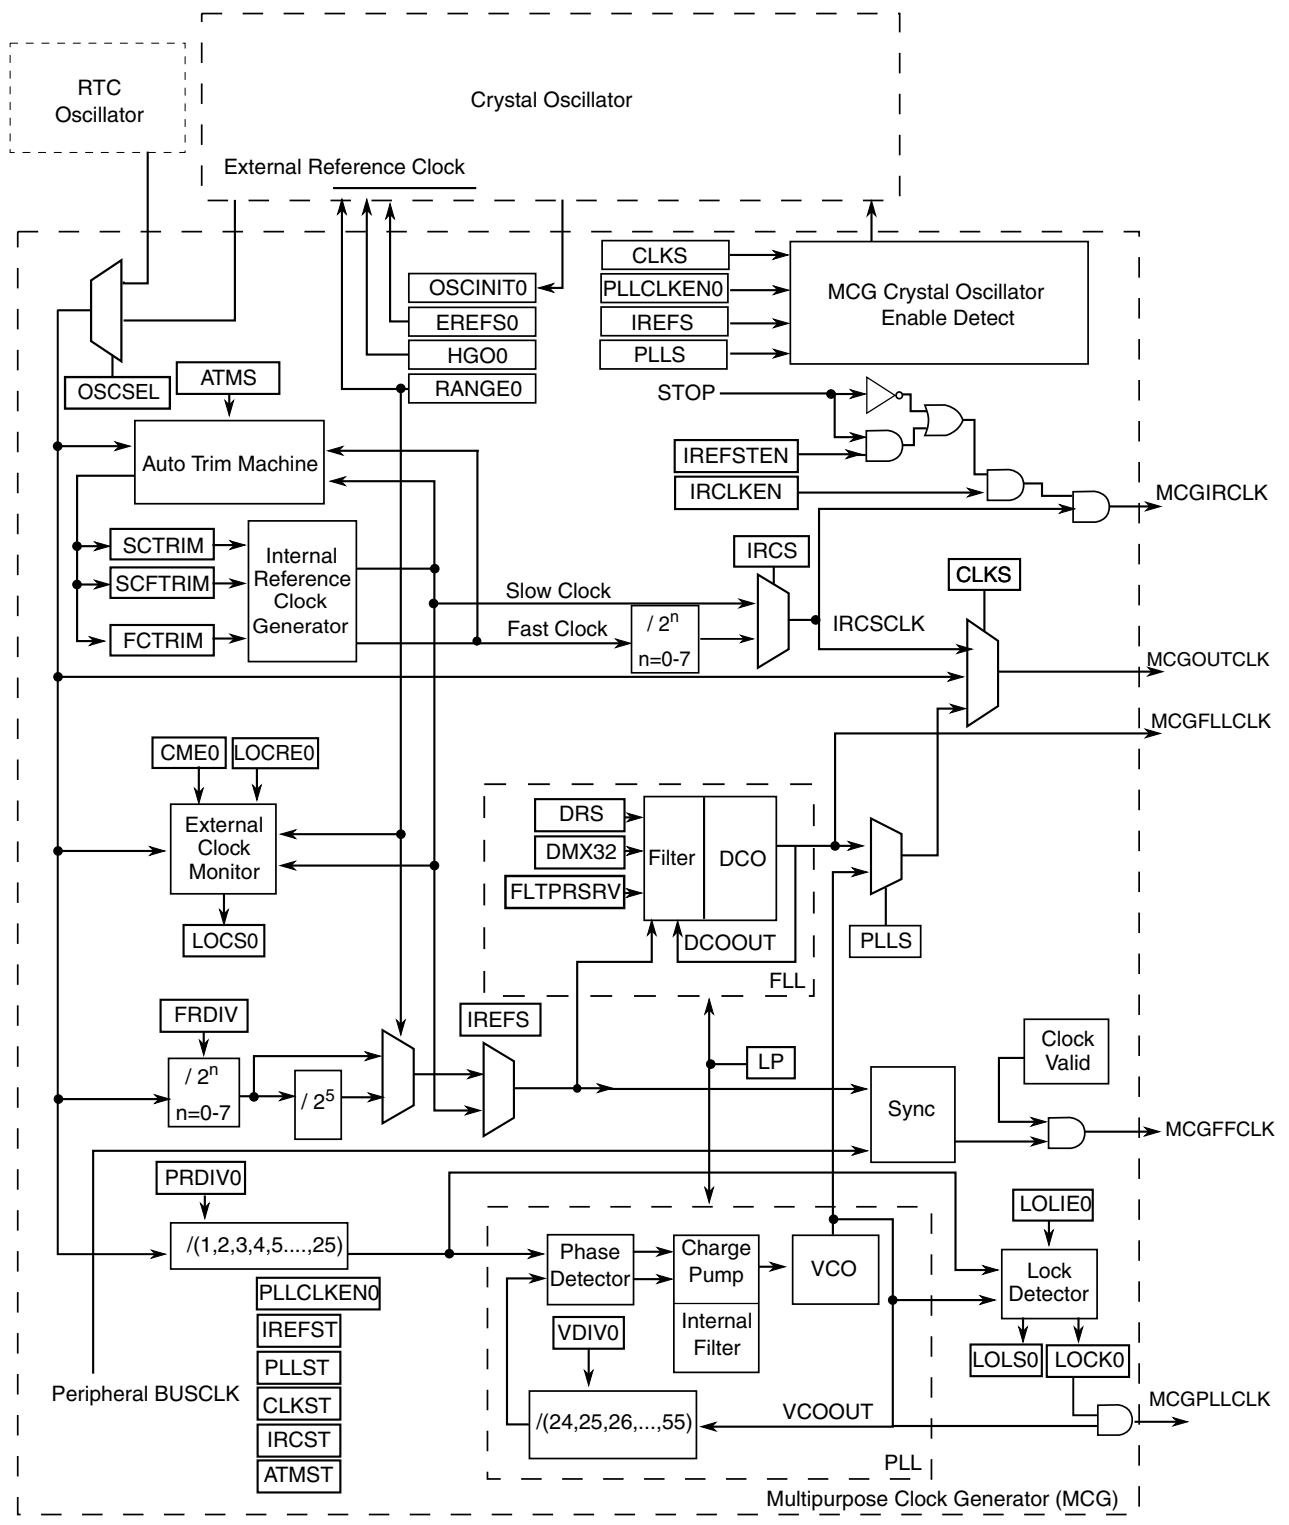 RTC
Oscillator
Crystal Oscillator
External Reference Clock
OSCINIT0
EREFS0
HGO0
RANGE0
CLKS
PLLCLKEN0
IREFS
PLLS
MCG Crystal Oscillator
Enable Detect
OSCSEL
ATMS
STOP
Auto Trim Machine
IREFSTEN
IRCLKEN
MCGIRCLK
SCTRIM
SCFTRIM
FCTRIM
Internal
Reference
Clock
Generator
IRCS
CLKS
Slow Clock
Fast Clock
/ 2n
n=0-7
IRCSCLK
MCGOUTCLK
MCGFLLCLK
CME0
LOCRE0
External
Clock
Monitor
LOCS0
DRS
DMX32
FLTPRSRV
Filter
DCO
DCOOUT
FLL
PLLS
FRDIV
/ 2n
n=0-7
/ 25
IREFS
LP
Clock
Valid
Sync
MCGFFCLK
PRDIV0
/(1,2,3,4,5....,25)
LOLIE0
Phase
Detector
Charge
Pump
Internal
Filter
VCO
Lock
Detector
LOLS0
LOCK0
VDIV0
/(24,25,26,...,55)
VCOOUT
PLL
MCGPLLCLK
PLLCLKEN0
IREFST
PLLST
CLKST
IRCST
ATMST
Peripheral BUSCLK
Multipurpose Clock Generator (MCG)